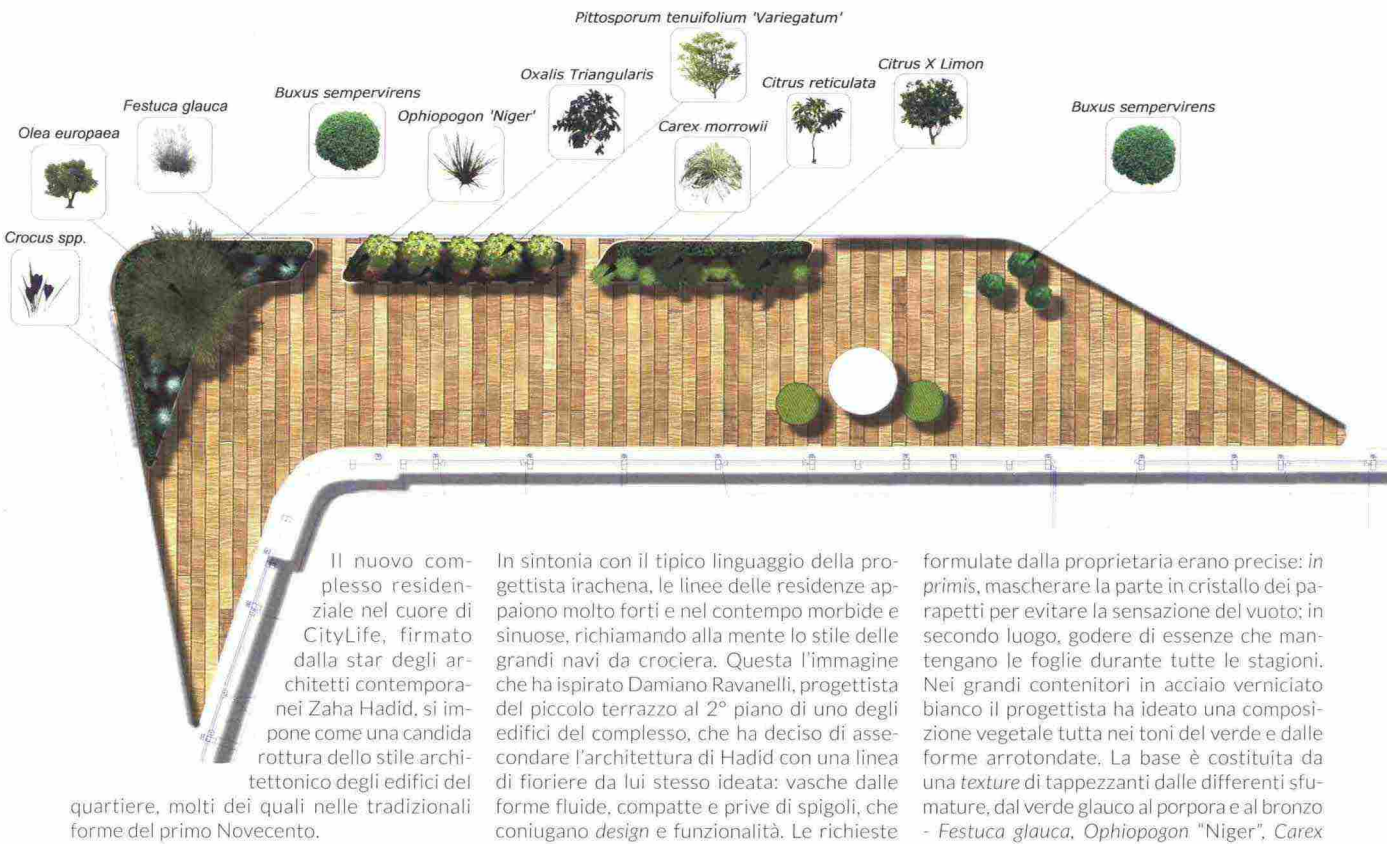 Pittosporum tenuifolium 'Variegatum'
Citrus X Limon
Oxalis Triangularis
Citrus reticulata
Buxus sempervirens
Buxus sempervirens
Festuca glauca
Ophiopogon 'Niger'
Carex morrowii
Olea europaea
Crocus spp.
Il nuovo com-
plesso residen-
ziale nel cuore di
CityLife, firmato
dalla star degli ar-
chitetti contempora-
nei Zaha Hadid, si im-
pone come una candida
rottura dello stile archi-
tettonico degli edifici del
quartiere, molti dei quali nelle tradizionali
forme del primo Novecento.
In sintonia con il tipico linguaggio della pro-
gettista irachena, le linee delle residenze ap-
paiono molto forti e nel contempo morbide e
sinuose, richiamando alla mente lo stile delle
grandi navi da crociera. Questa l'immagine
che ha ispirato Damiano Ravanelli, progettista
del piccolo terrazzo al 2° piano di uno degli
edifici del complesso, che ha deciso di asse-
condare l'architettura di Hadid con una linea
di fioriere da lui stesso ideata: vasche dalle
forme fluide, compatte e prive di spigoli, che
coniugano design e funzionalità. Le richieste
formulate dalla proprietaria erano precise: in
primis, mascherare la parte in cristallo dei pa-
rapetti per evitare la sensazione del vuoto; in
secondo luogo, godere di essenze che man-
tengano le foglie durante tutte le stagioni.
Nei grandi contenitori in acciaio verniciato
bianco il progettista ha ideato una composi-
zione vegetale tutta nei toni del verde e dalle
forme arrotondate. La base è costituita da
una texture di tappezzanti dalle differenti sfu-
mature, dal verde glauco al porpora e al bronzo
- Festuca glauca, Ophiopogon "Niger", Carex